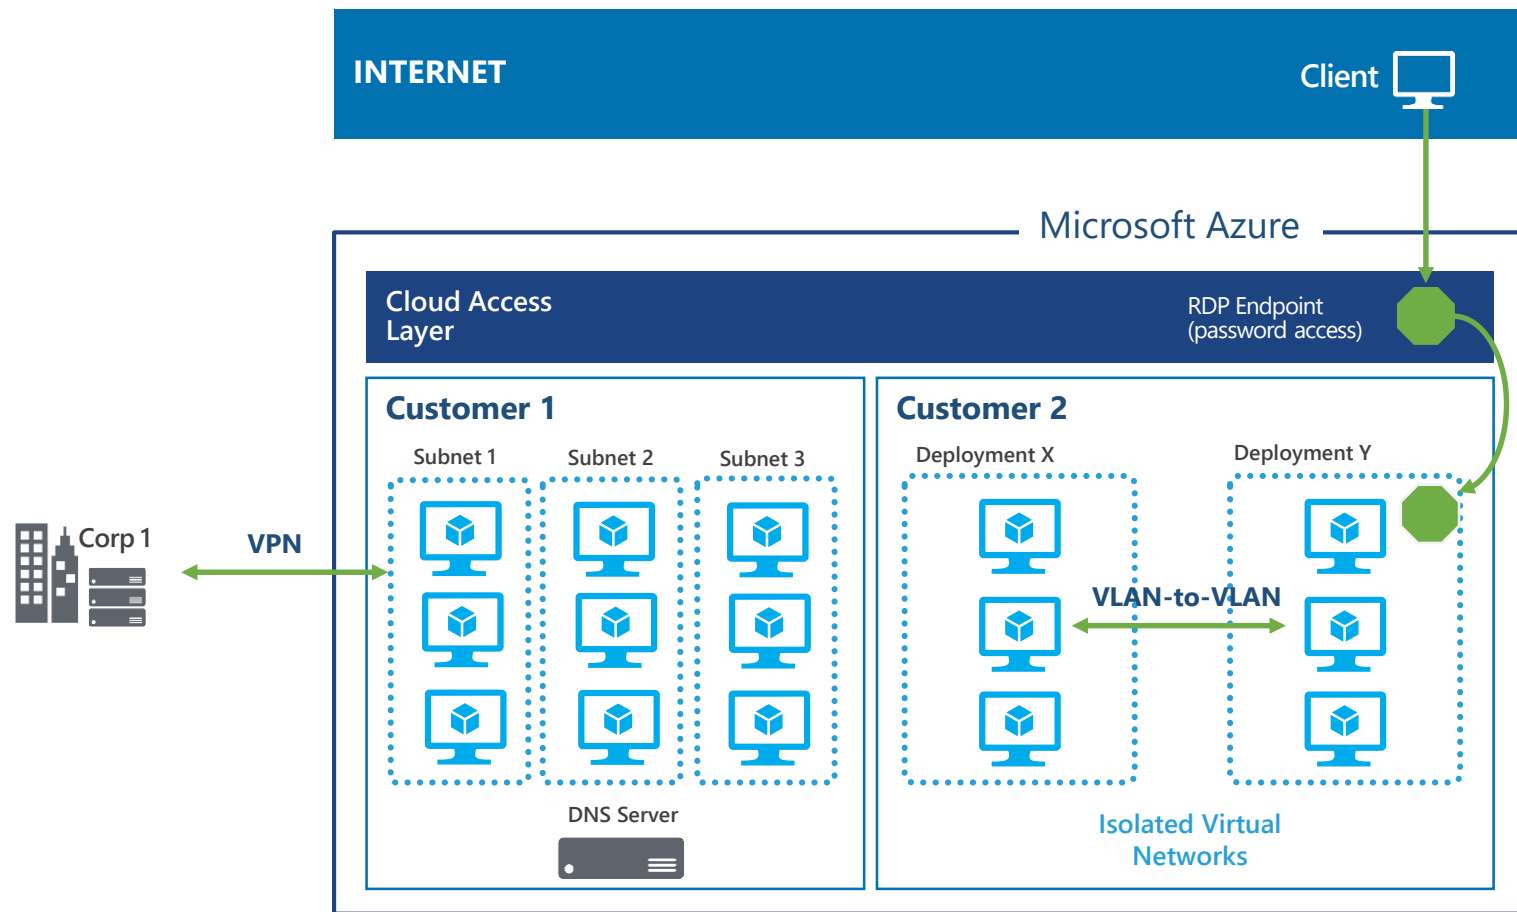 INTERNET
Client
Microsoft Azure
Cloud Access
Layer
RDP Endpoint
(password access)
Customer 1
Subnet 1
Subnet 2
Subnet 3
Customer 2
Deployment X
Deployment Y
Corp 1
VPN
VLAN-to-VLAN
DNS Server
Isolated Virtual
Networks